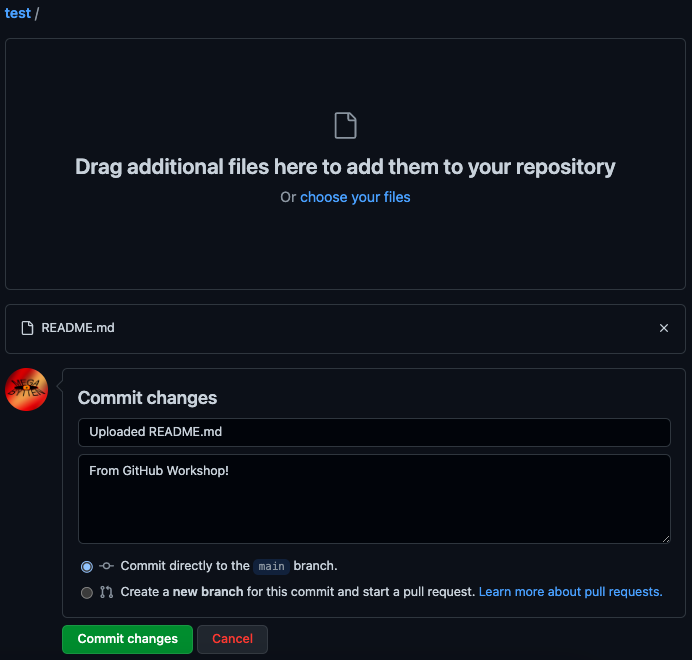 test /
Drag additional files here to add them to your repository
Or choose your files
README.md
Commit changes
Uploaded README.md
From GitHub Workshop!
Commit directly to the main branch.
Create a new branch for this commit and start a pull request. Learn more about pull requests.
Commit changes
Cancel